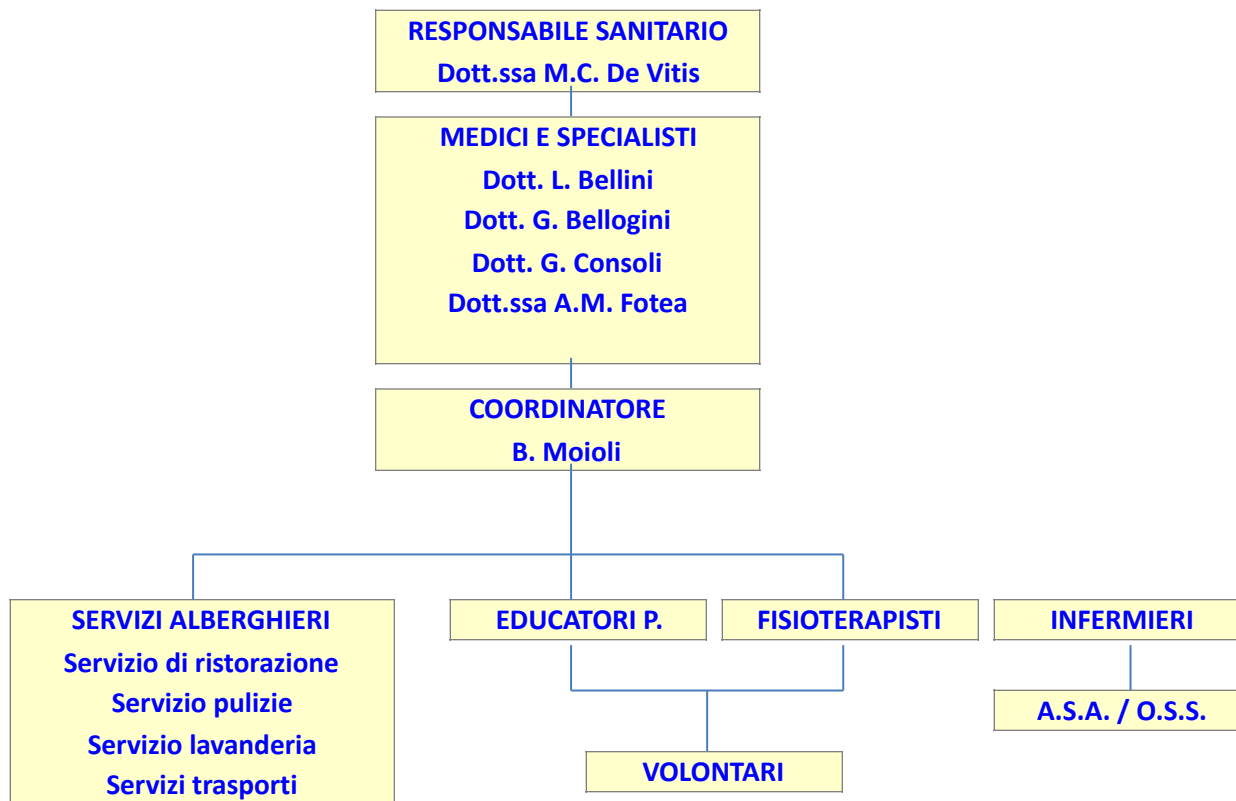 RESPONSABILE SANITARIO
Dott.ssa M.C. De Vitis
MEDICI E SPECIALISTI
Dott. L. Bellini
Dott. G. Bellogini
Dott. G. Consoli
Dott.ssa A.M. Fotea
COORDINATORE
B. Moioli
SERVIZI ALBERGHIERI
Servizio di ristorazione
Servizio pulizie
Servizio lavanderia
Servizi trasporti
EDUCATORI P.
FISIOTERAPISTI
VOLONTARI
INFERMIERI
A.S.A. / O.S.S.